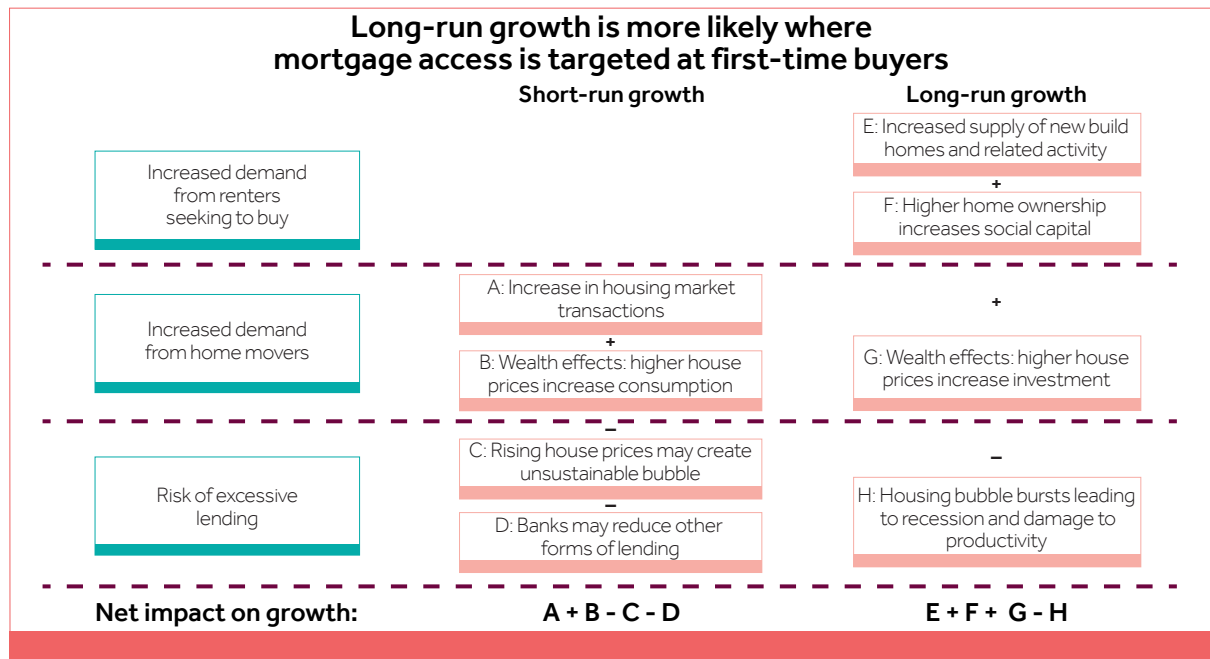 Long-run growth is more likely where
mortgage access is targeted at first-time buyers
Short-run growth
Long-run growth
Increased demand
from renters
seeking to buy
E: Increased supply of new build
homes and related activity
+
F: Higher home ownership
increases social capital
Increased demand
from home movers
A: Increase in housing market
transactions
+
B: Wealth effects: higher house
prices increase consumption
+
G: Wealth effects: higher house
prices increase investment
Risk of excessive
lending
–
C: Rising house prices may create
unsustainable bubble
–
D: Banks may reduce other
forms of lending
–
H: Housing bubble bursts leading
to recession and damage to
productivity
Net impact on growth:
A + B - C - D
E + F + G - H